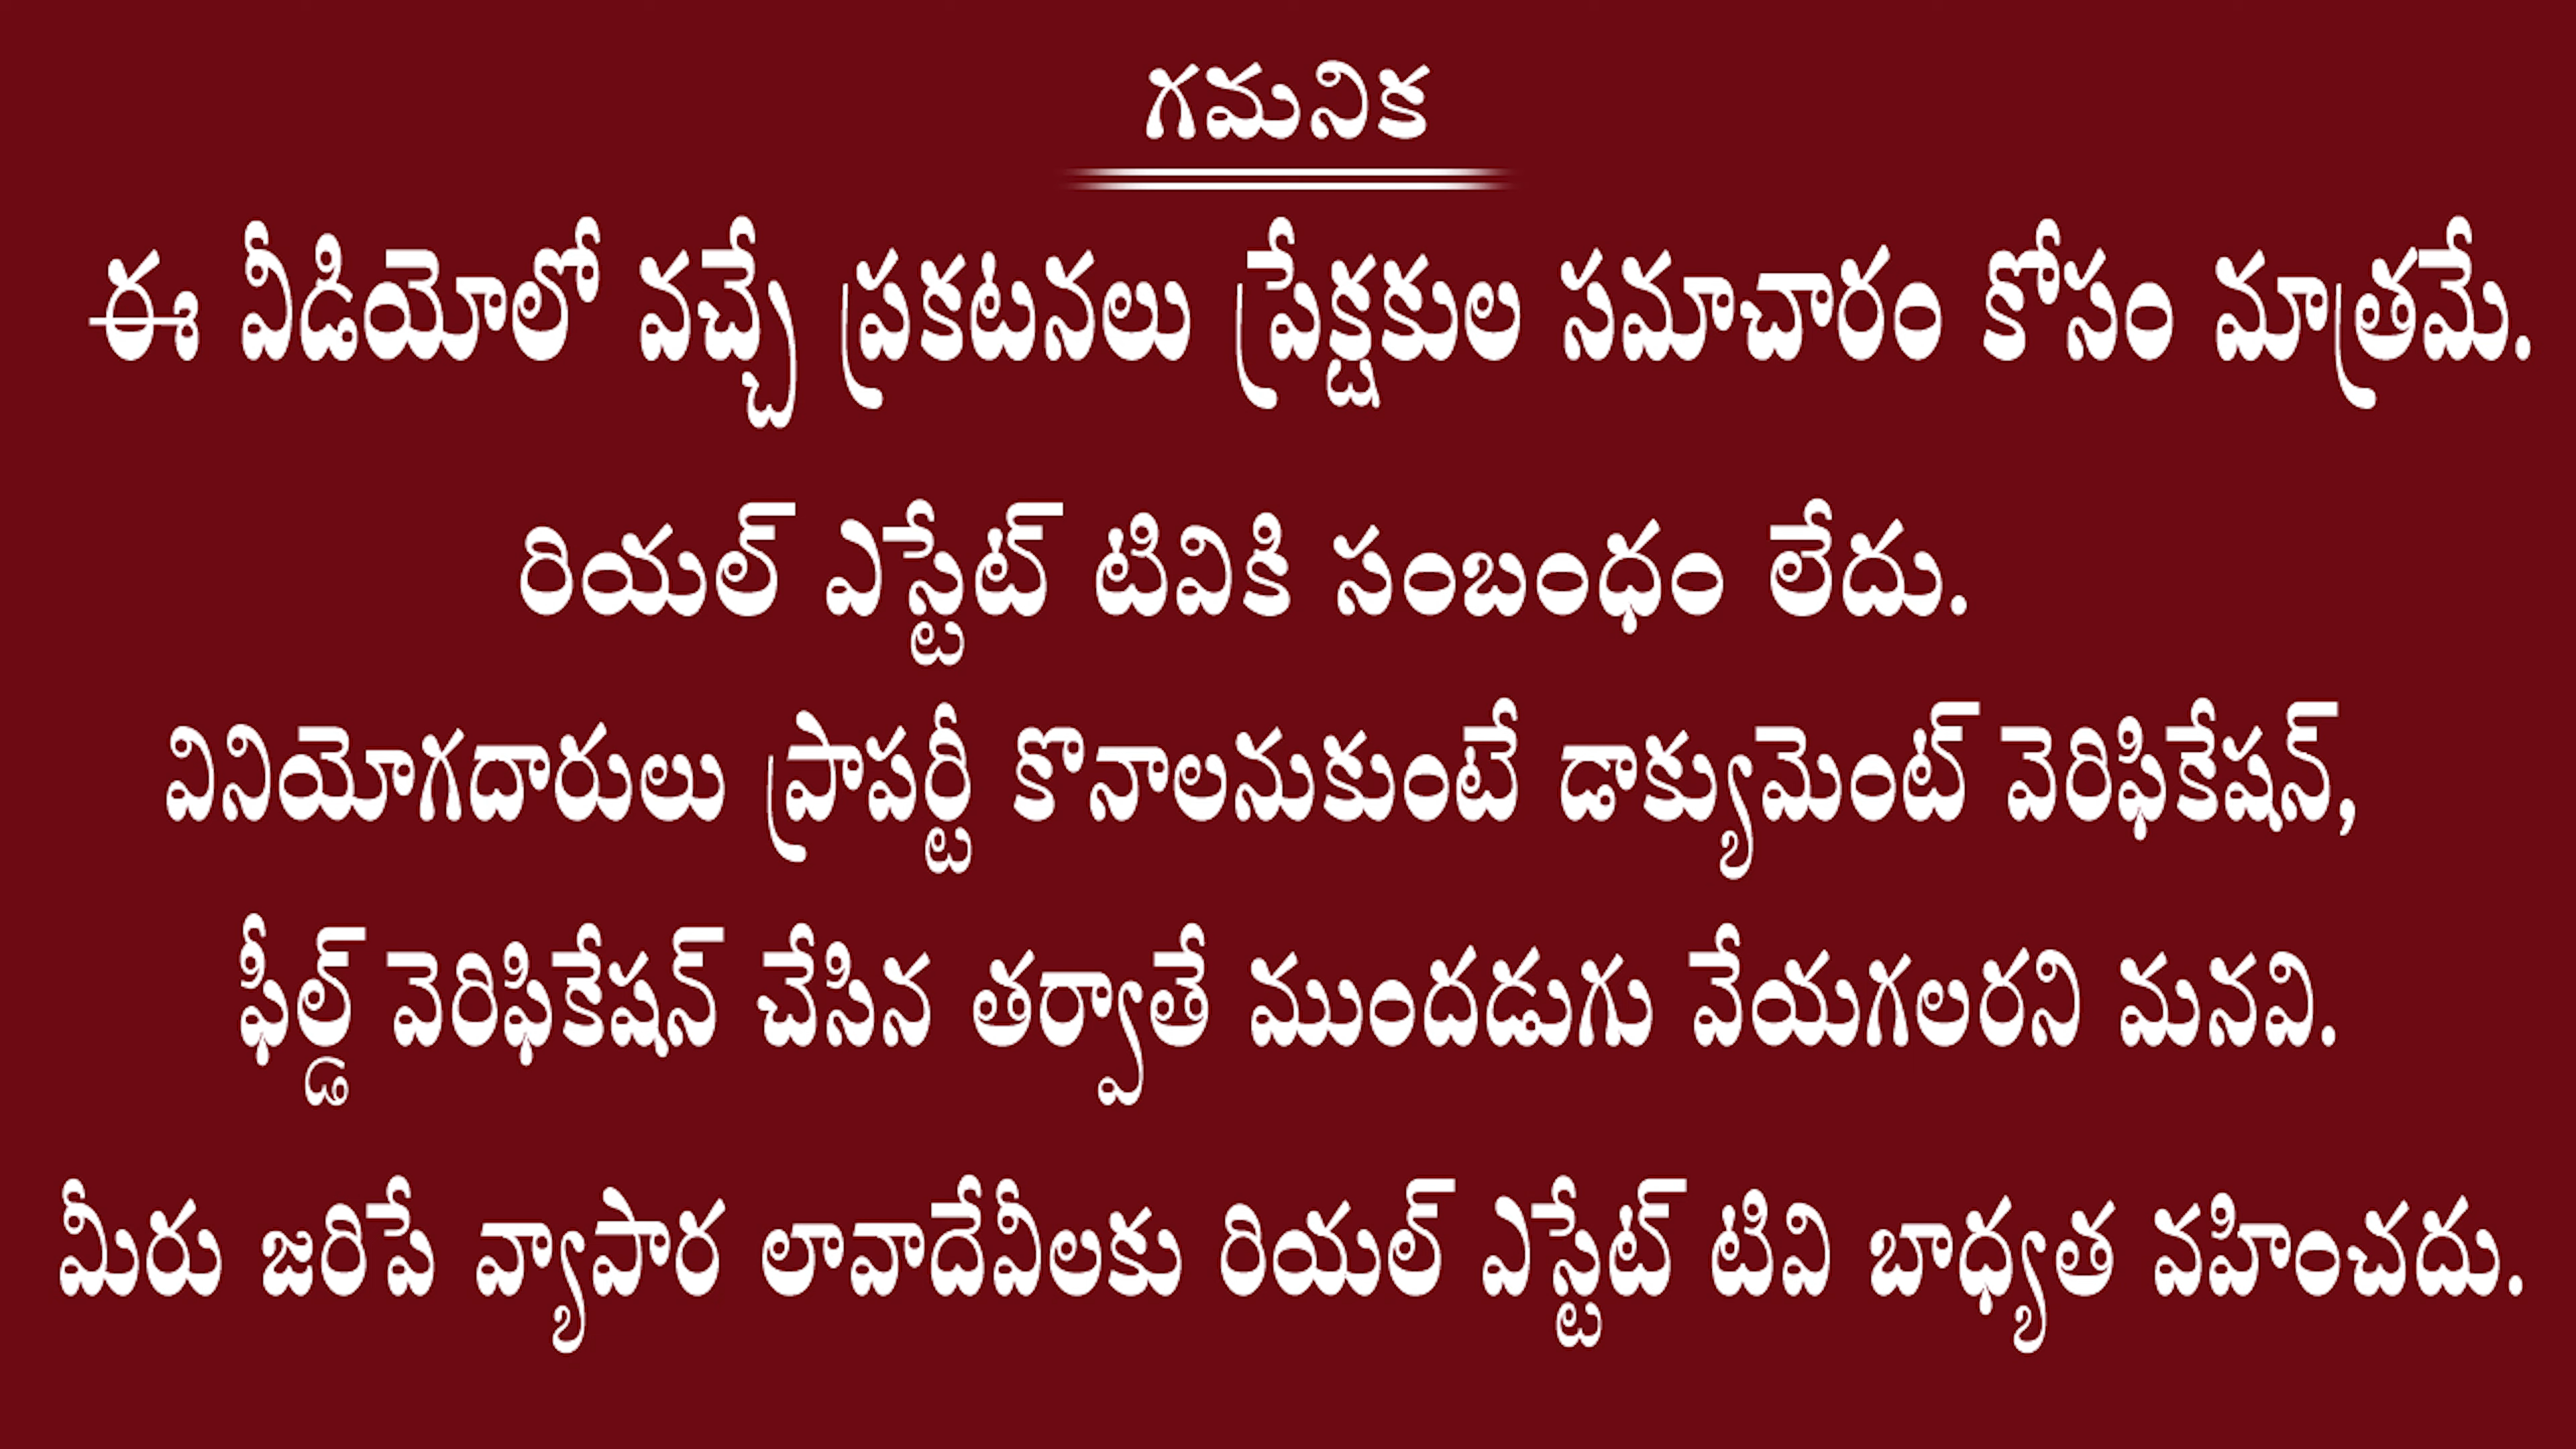 గమనిక
ఈ వీడియోలో వచ్చే ప్రకటనలు ప్రేక్షకుల సమాచారం కోసం మాత్రమే.
రియల్ ఎస్టేట్ టివికి సంబంధం లేదు.
వినియోగదారులు ప్రాపర్టీ కొనాలనుకుంటే డాక్యుమెంట్ వెరిఫికేషన్,
ఫీల్డ్ వెరిఫికేషన్ చేసిన తర్వాతే ముందడుగు వేయగలరని మనవి.
మీరు జరిపే వ్యాపార లావాదేవీలకు రియల్ ఎస్టేట్ టివి బాధ్యత వహించదు.